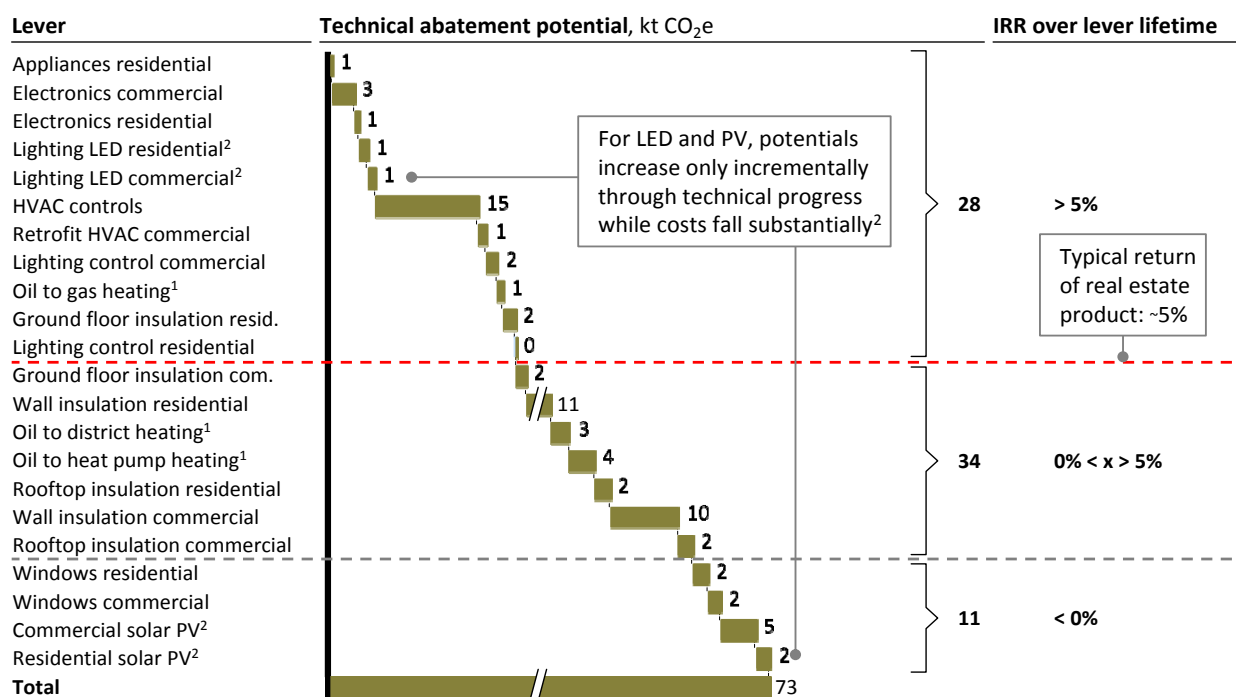 Lever Technical abatement potential, kt CO₂e IRR over lever lifetime
Appliances residential 1
Electronics commercial 3
Electronics residential 1
Lighting LED residential² 1
Lighting LED commercial² 1
HVAC controls 15
Retrofit HVAC commercial 1
Lighting control commercial 2
Oil to gas heating¹ 1
Ground floor insulation resid. 2
Lighting control residential 0
For LED and PV, potentials
increase only incrementally
through technical progress
while costs fall substantially²
28 > 5%
Typical return
of real estate
product: ~5%
Ground floor insulation com. 2
Wall insulation residential 11
Oil to district heating¹ 3
Oil to heat pump heating¹ 4
Rooftop insulation residential 2
Wall insulation commercial 10
Rooftop insulation commercial 2
34 0% < x > 5%
Windows residential 2
Windows commercial 2
Commercial solar PV² 5
Residential solar PV² 2
11 < 0%
Total 73